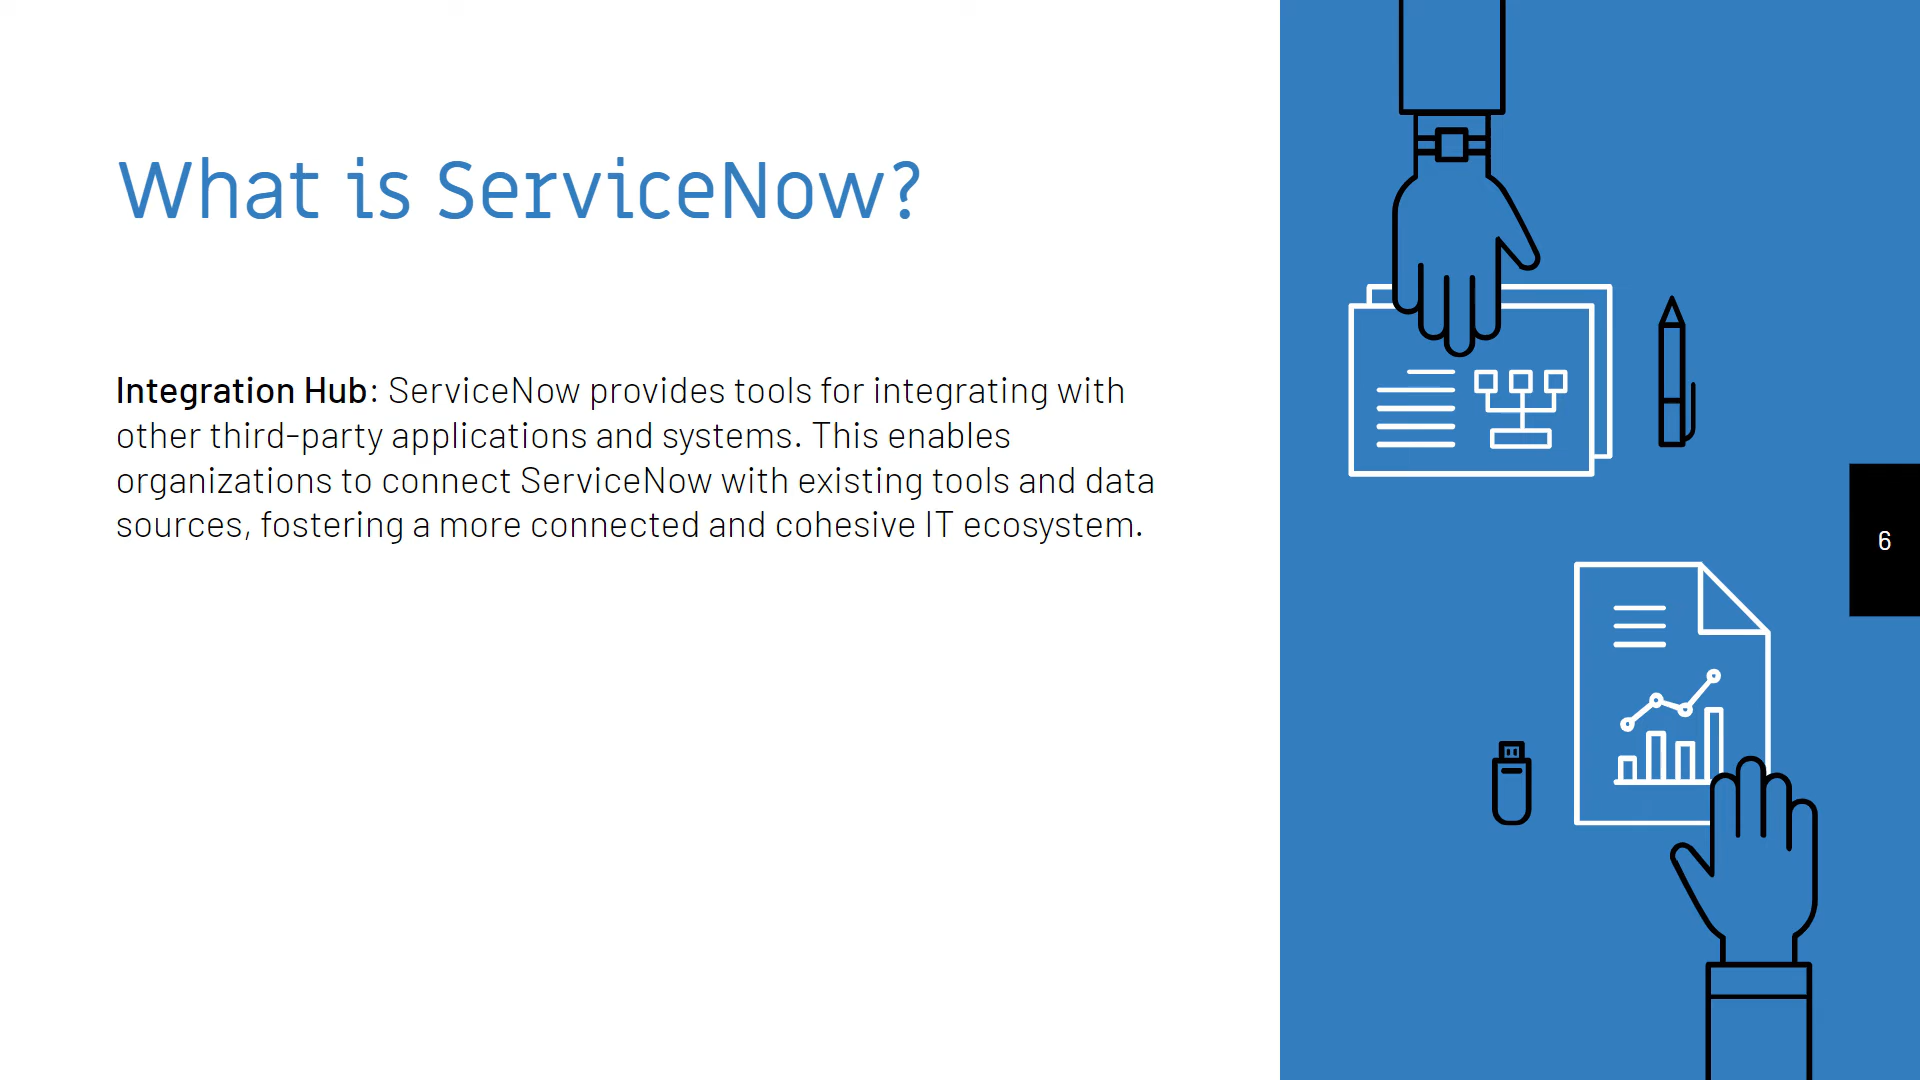 What is ServiceNow?
Integration Hub: ServiceNow provides tools for integrating with
other third-party applications and systems. This enables
organizations to connect ServiceNow with existing tools and data
sources, fostering a more connected and cohesive IT ecosystem.
6